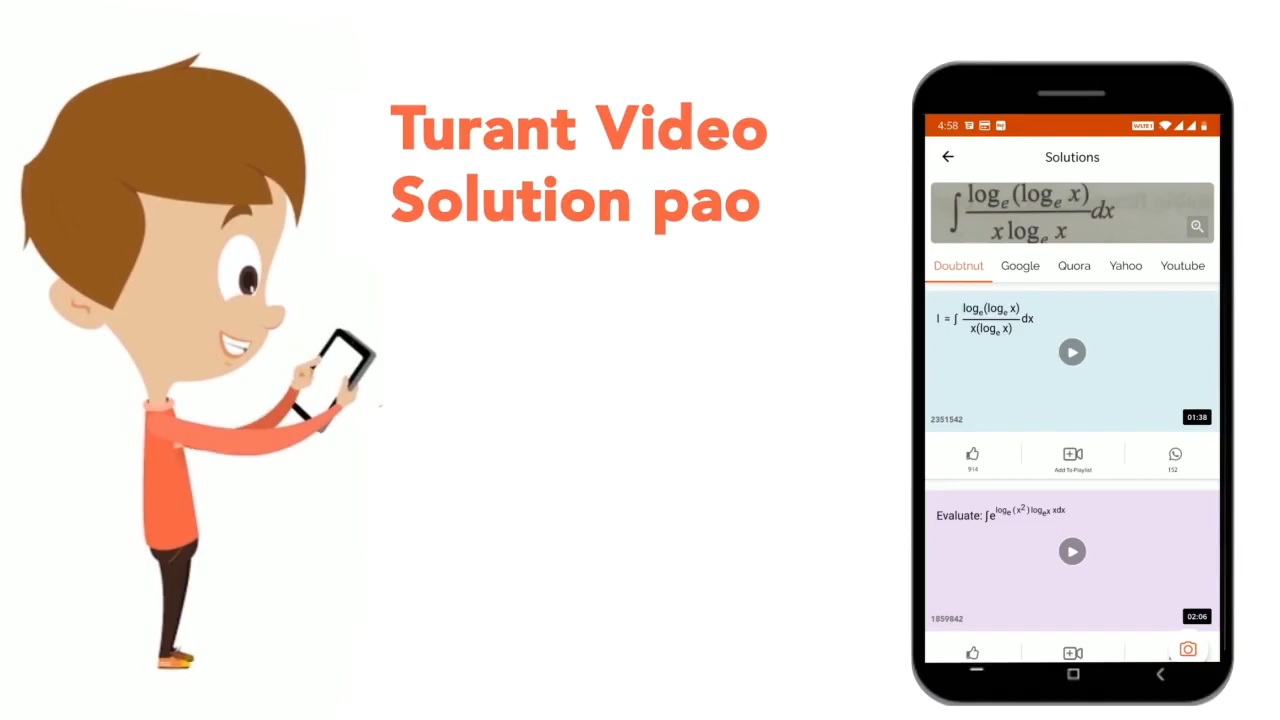 Turant Video
Solution pao
4:58
Solutions
∫ logₑ(logₑ x) / x logₑ x dx
Doubtnut Google Quora Yahoo Youtube
I = ∫ logₑ(logₑ x) / x(logₑ x) dx
2351542 01:38
914 Add To Playlist 152
Evaluate: ∫e^logₑ(x²)logₑx xdx
1859842 02:06